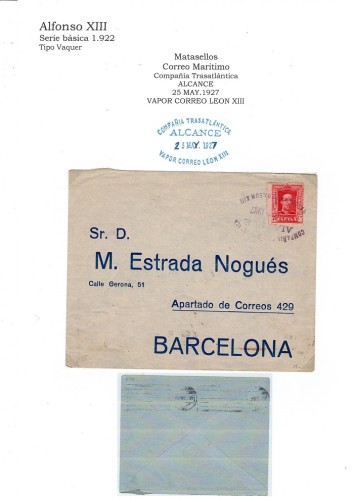 Alfonso XIII
Serie básica 1.922
Tipo Vaquer
Matasellos
Correo Marítimo
Compañia Trasatlántica
ALCANCE
25 MAY.1927
VAPOR CORREO LEON XIII
COMPAÑIA TRASATLÁNTICA
ALCANCE
25 MAY. 1927
VAPOR CORREO LEON XIII
Sr. D.
M. Estrada Nogués
Calle Gerona, 51
Apartado de Correos 429
BARCELONA